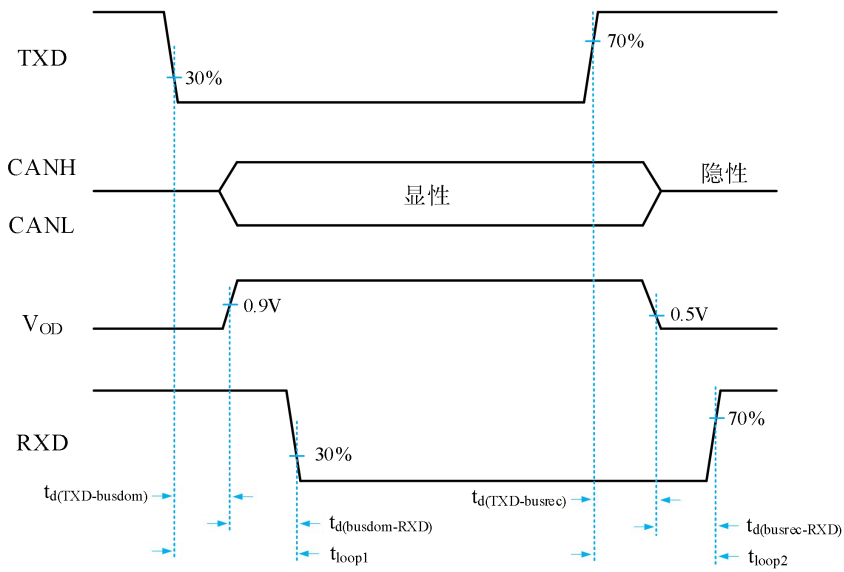 TXD
30%
70%
CANH
显性
隐性
CANL
VOD
0.9V
0.5V
RXD
30%
70%
td(TXD-busdom)
td(TXD-busrec)
td(busdom-RXD)
td(busrec-RXD)
tloop1
tloop2